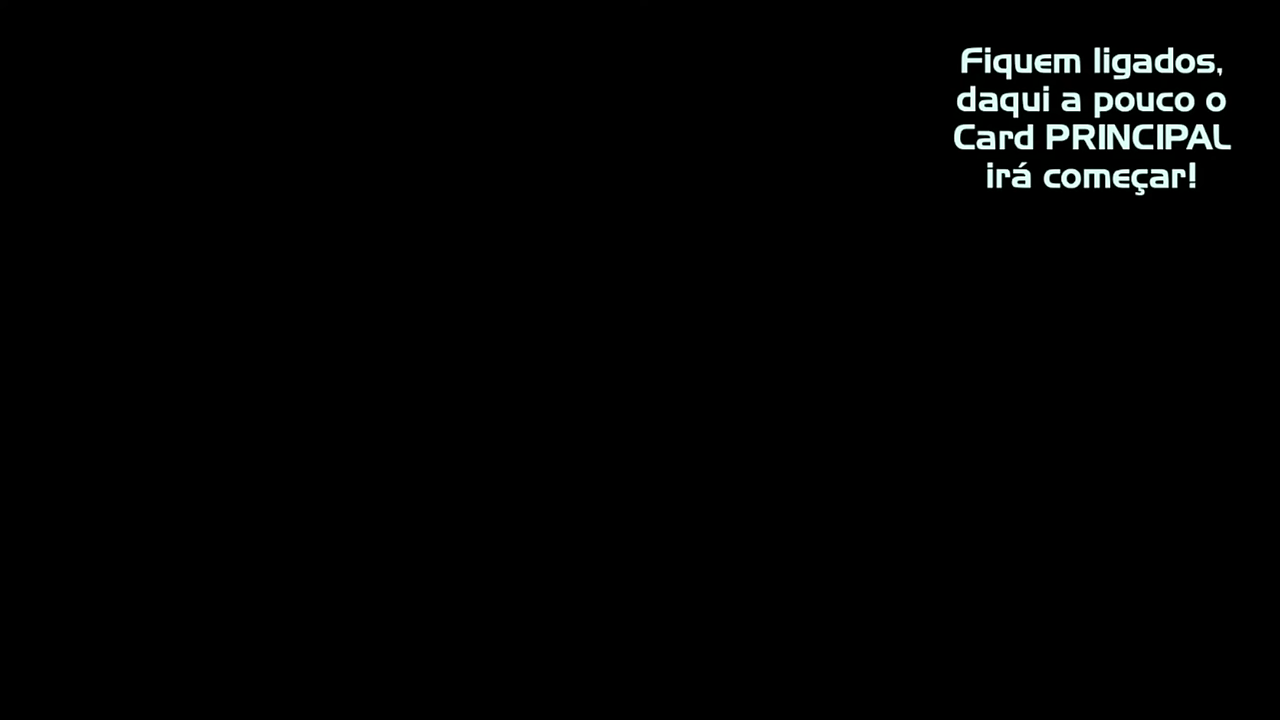 Fiquem ligados,
daqui a pouco o
Card PRINCIPAL
irá começar!